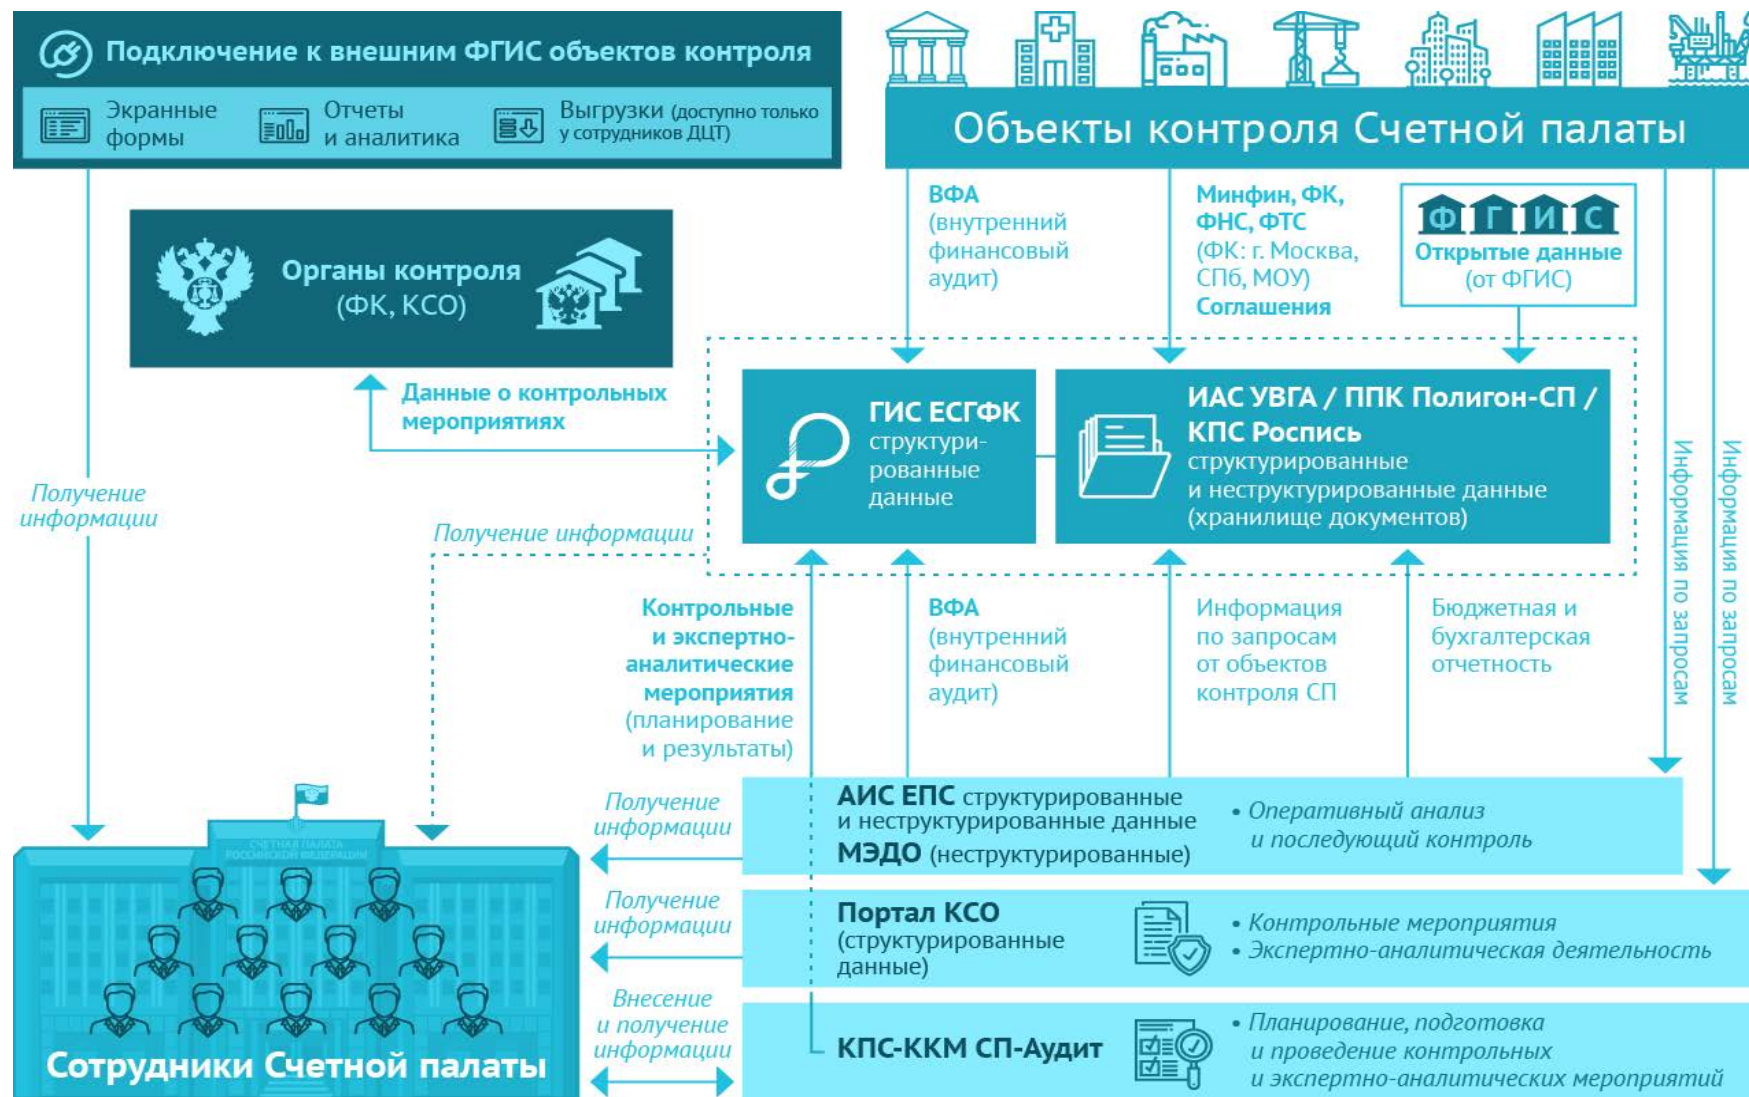 Подключение к внешним ФГИС объектов контроля
Экранные
формы
Отчеты
и аналитика
Выгрузки (доступно только
у сотрудников ДЦТ)
Объекты контроля Счетной палаты
Органы контроля
(ФК, КСО)
ВФА
(внутренний
финансовый
аудит)
Минфин, ФК,
ФНС, ФТС
(ФК: г. Москва,
СПб, МОУ)
Соглашения
ФГИС
Открытые данные
(от ФГИС)
Данные о контрольных
мероприятиях
ГИС ЕСГФК
структури-
рованные
данные
ИАС УВГА / ППК Полигон-СП /
КПС Роспись
структурированные
и неструктурированные данные
(хранилище документов)
Получение
информации
Получение информации
Информация по запросам
Информация по запросам
Контрольные
и экспертно-
аналитические
мероприятия
(планирование
и результаты)
ВФА
(внутренний
финансовый
аудит)
Информация
по запросам
от объектов
контроля СП
Бюджетная и
бухгалтерская
отчетность
Получение
информации
АИС ЕПС структурированные
и неструктурированные данные
МЭДО (неструктурированные)
• Оперативный анализ
и последующий контроль
Получение
информации
Портал КСО
(структурированные
данные)
• Контрольные мероприятия
• Экспертно-аналитическая деятельность
Внесение
и получение
информации
КПС-ККМ СП-Аудит
• Планирование, подготовка
и проведение контрольных
и экспертно-аналитических мероприятий
СЧЕТНАЯ ПАЛАТА
РОССИЙСКОЙ ФЕДЕРАЦИИ
Сотрудники Счетной палаты